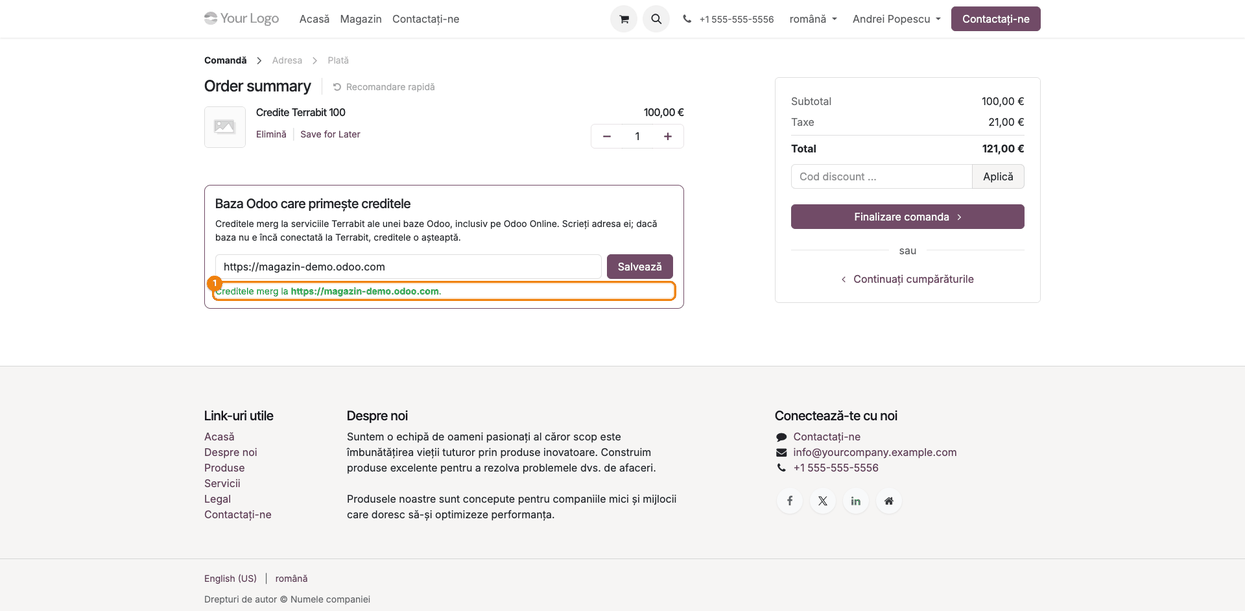 Your Logo Acasă Magazin Contactați-ne +1 555-555-5556 română Andrei Popescu Contactați-ne
Comandă Adresa Plată
Order summary Recomandare rapidă
Credite Terrabit 100 100,00 €
Elimină Save for Later 1
Baza Odoo care primește creditele
Creditele merg la serviciile Terrabit ale unei baze Odoo, inclusiv pe Odoo Online. Scrieți adresa ei; dacă
baza nu e încă conectată la Terrabit, creditele o așteaptă.
https://magazin-demo.odoo.com Salvează
1
Creditele merg la https://magazin-demo.odoo.com.
Subtotal 100,00 €
Taxe 21,00 €
Total 121,00 €
Cod discount ... Aplică
Finalizare comanda
sau
Continuați cumpărăturile
Link-uri utile
Acasă
Despre noi
Produse
Servicii
Legal
Contactați-ne
Despre noi
Suntem o echipă de oameni pasionați al căror scop este
îmbunătățirea vieții tuturor prin produse inovatoare. Construim
produse excelente pentru a rezolva problemele dvs. de afaceri.
Produsele noastre sunt concepute pentru companiile mici și mijlocii
care doresc să-și optimizeze performanța.
Conectează-te cu noi
Contactați-ne
info@yourcompany.example.com
+1 555-555-5556
English (US) română
Drepturi de autor © Numele companiei